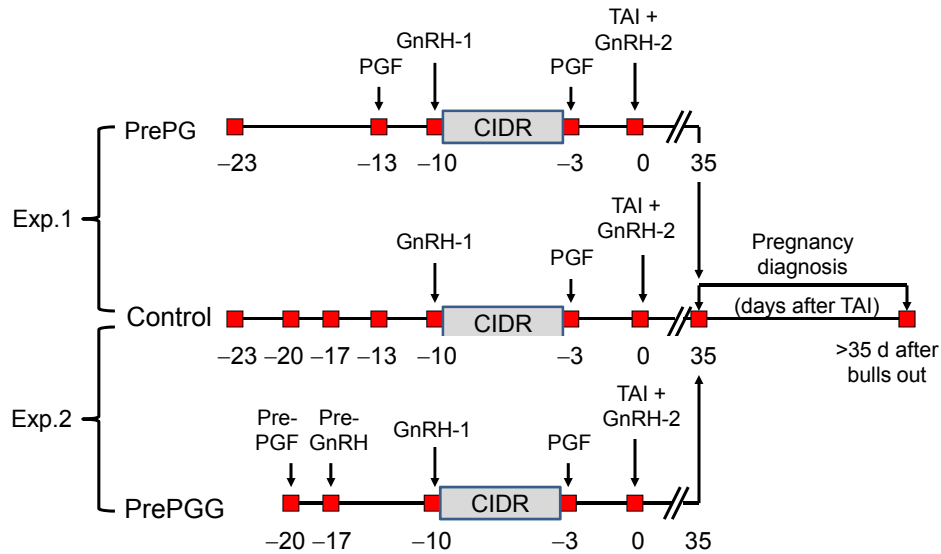 TAI +
GnRH-2
GnRH-1
PGF
PGF
PrePG
CIDR
–23
–13
–10
–3
0
35
Exp.1
TAI +
GnRH-2
GnRH-1
PGF
Pregnancy
diagnosis
(days after TAI)
Control
CIDR
–23
–20
–17
–13
–10
–3
0
35
>35 d after
bulls out
Exp.2
Pre-
PGF
Pre-
GnRH
GnRH-1
PGF
TAI +
GnRH-2
PrePGG
CIDR
–20
–17
–10
–3
0
35